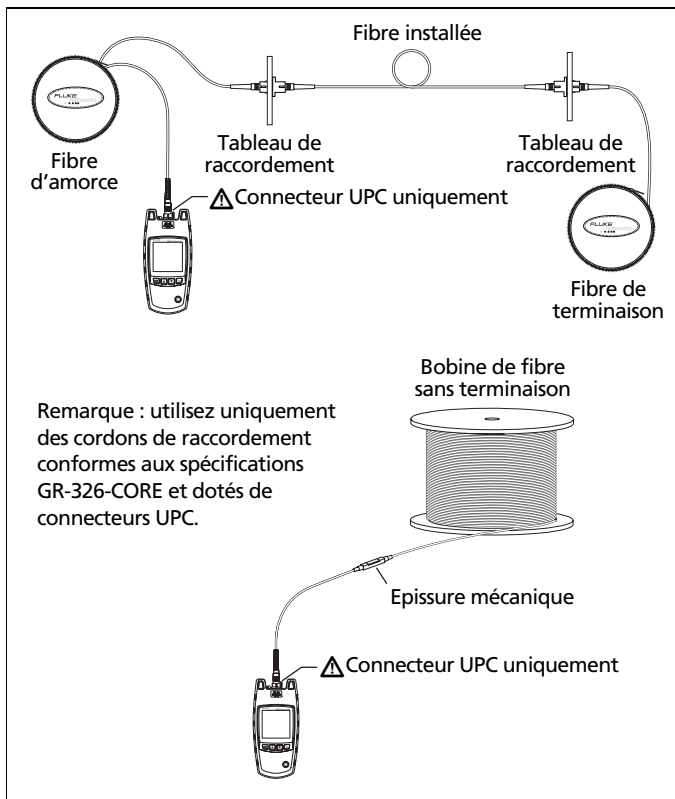 Fibre installée
FLUKE
Fibre
d'amorce
Tableau de
raccordement
Tableau de
raccordement
⚠Connecteur UPC uniquement
FLUKE
Fibre de
terminaison
Bobine de fibre
sans terminaison
Remarque : utilisez uniquement
des cordons de raccordement
conformes aux spécifications
GR-326-CORE et dotés de
connecteurs UPC.
Epissure mécanique
⚠Connecteur UPC uniquement